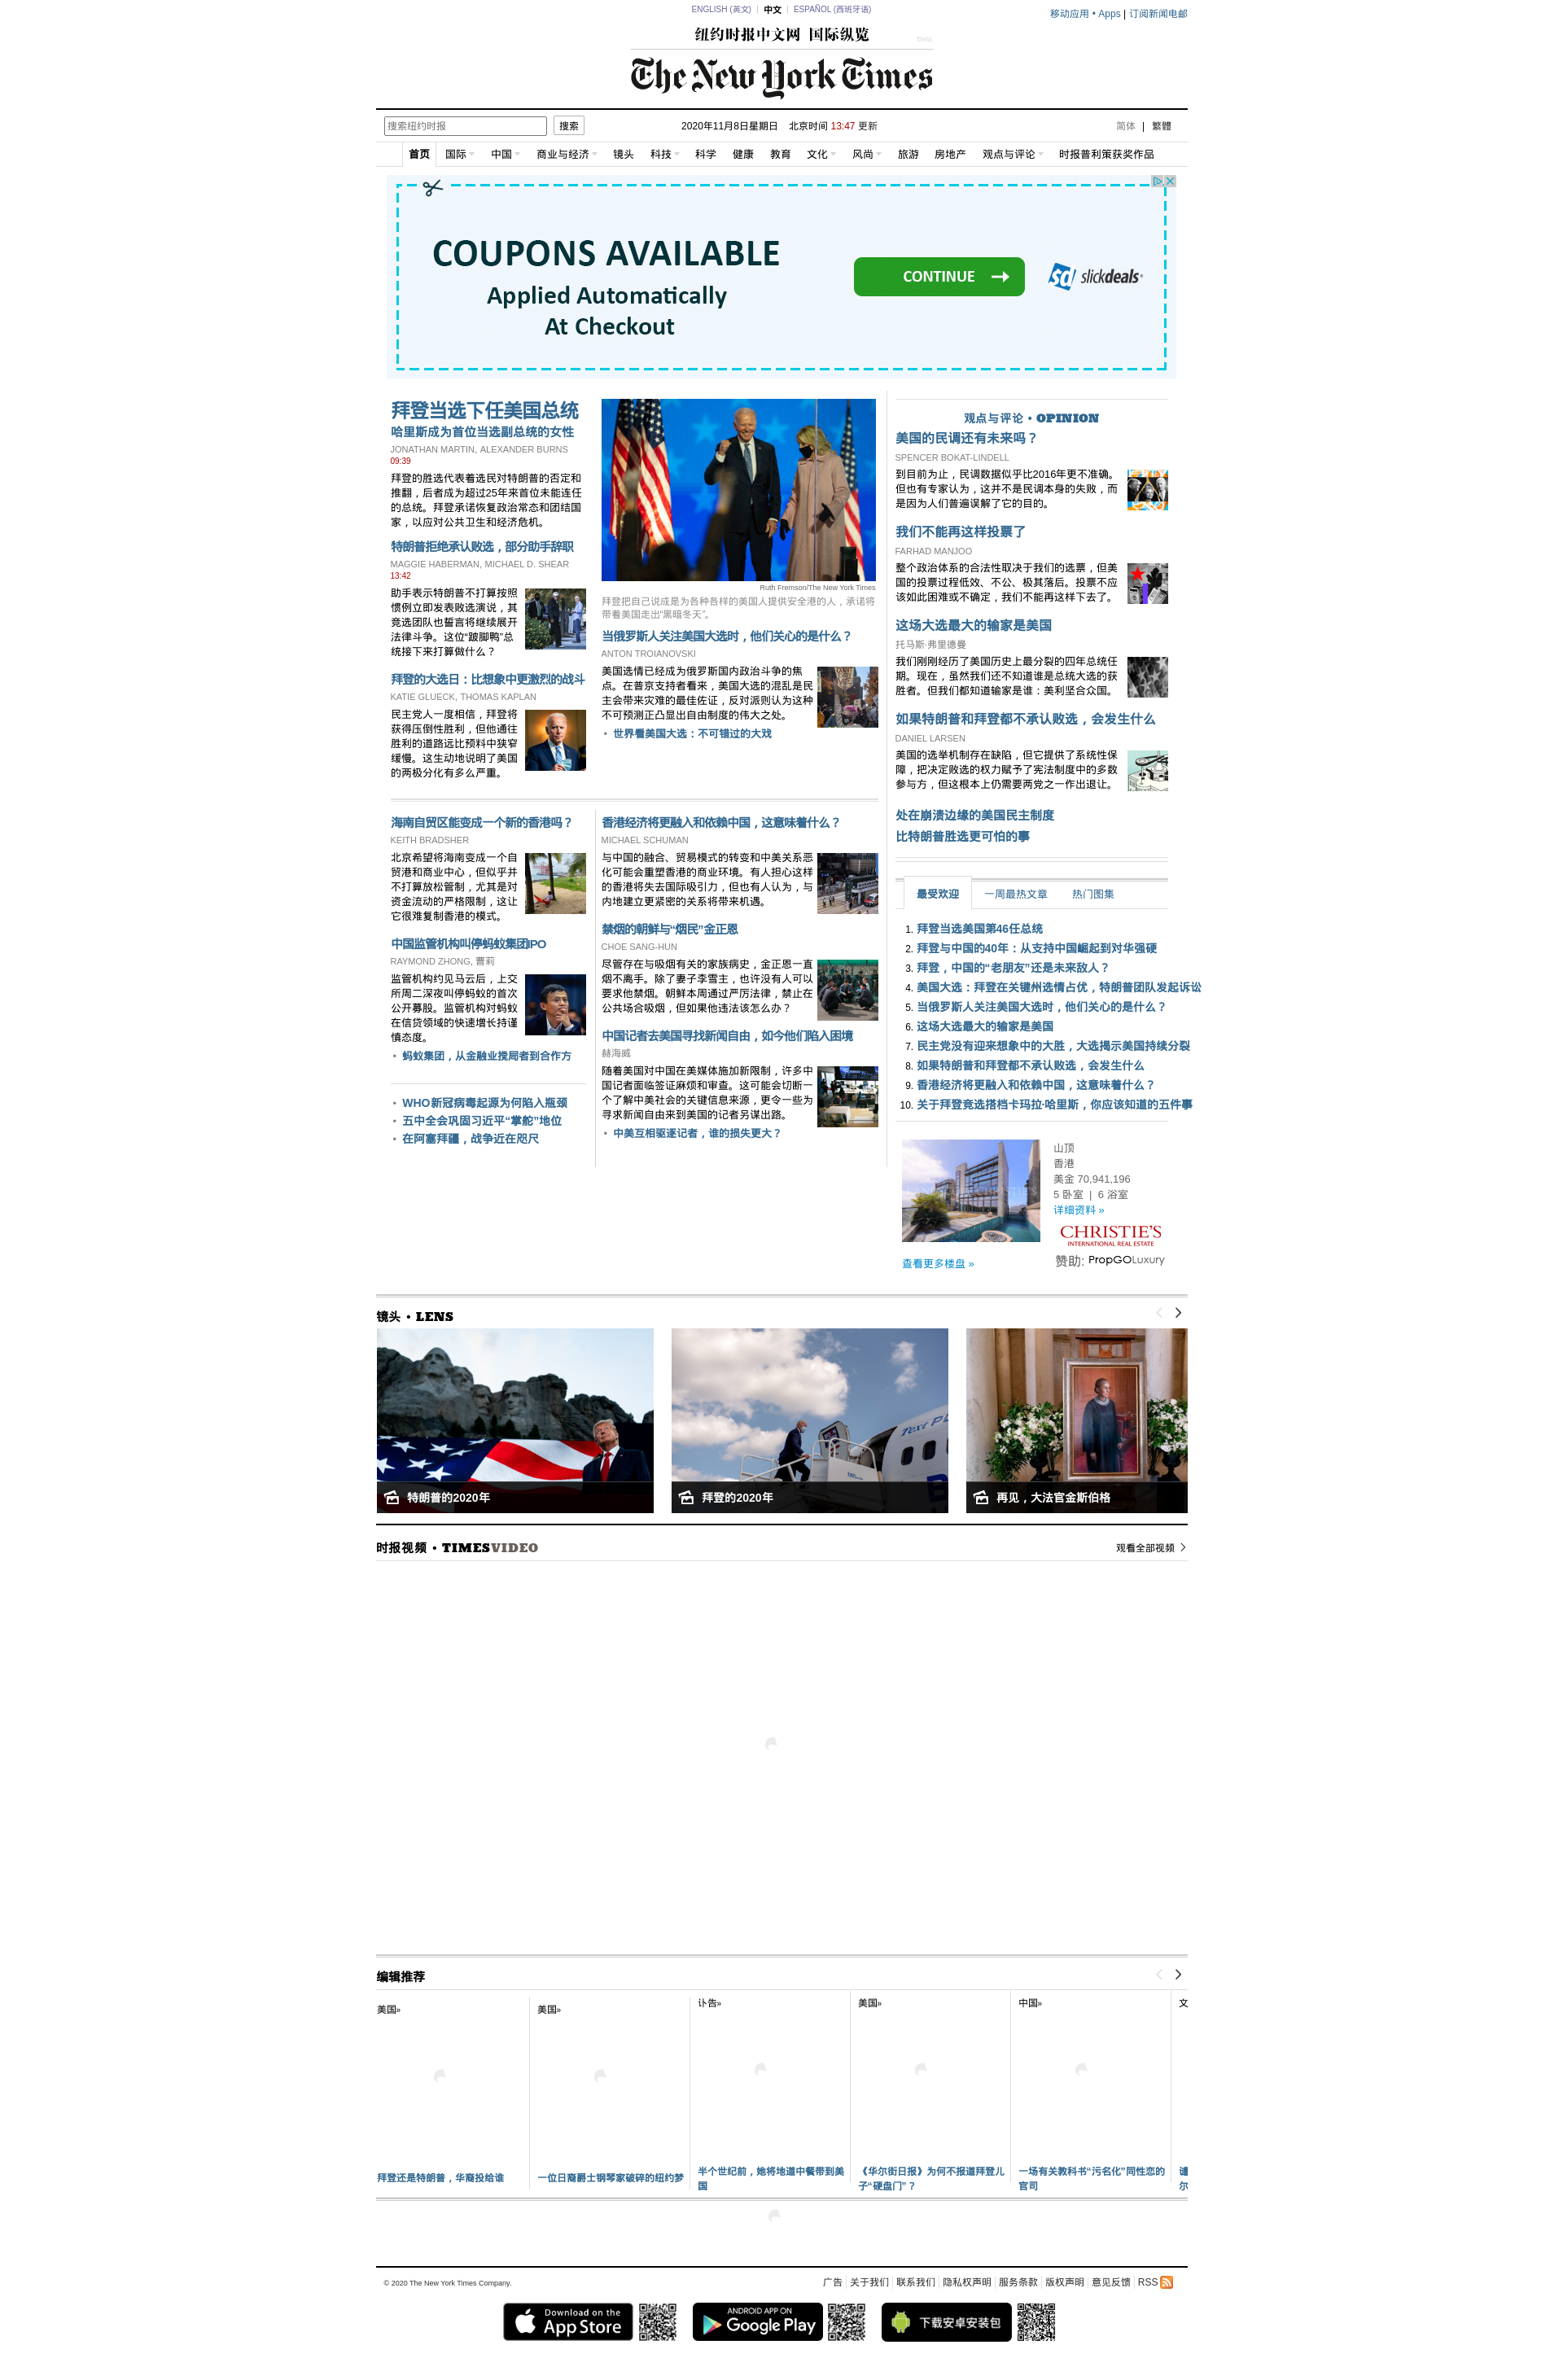 ENGLISH (英文) | 中文 | ESPAÑOL (西班牙语)
移动应用 • Apps | 订阅新闻电邮
纽约时报中文网 国际纵览
Beta
The New York Times
搜索纽约时报
搜索
2020年11月8日星期日 北京时间 13:47 更新
简体 | 繁體
首页 国际 中国 商业与经济 镜头 科技 科学 健康 教育 文化 风尚 旅游 房地产 观点与评论 时报普利策获奖作品
COUPONS AVAILABLE
Applied Automatically
At Checkout
CONTINUE
sd slickdeals
拜登当选下任美国总统
哈里斯成为首位当选副总统的女性
JONATHAN MARTIN, ALEXANDER BURNS
09:39
拜登的胜选代表着选民对特朗普的否定和
推翻，后者成为超过25年来首位未能连任
的总统。拜登承诺恢复政治常态和团结国
家，以应对公共卫生和经济危机。
特朗普拒绝承认败选，部分助手辞职
MAGGIE HABERMAN, MICHAEL D. SHEAR
13:42
助手表示特朗普不打算按照
惯例立即发表败选演说，其
竞选团队也誓言将继续展开
法律斗争。这位“跛脚鸭”总
统接下来打算做什么？
拜登的大选日：比想象中更激烈的战斗
KATIE GLUECK, THOMAS KAPLAN
民主党人一度相信，拜登将
获得压倒性胜利，但他通往
胜利的道路远比预料中狭窄
缓慢。这生动地说明了美国
的两极分化有多么严重。
Ruth Fremson/The New York Times
拜登把自己说成是为各种各样的美国人提供安全港的人，承诺将
带着美国走出“黑暗冬天”。
当俄罗斯人关注美国大选时，他们关心的是什么？
ANTON TROIANOVSKI
美国选情已经成为俄罗斯国内政治斗争的焦
点。在普京支持者看来，美国大选的混乱是民
主会带来灾难的最佳佐证，反对派则认为这种
不可预测正凸显出自由制度的伟大之处。
• 世界看美国大选：不可错过的大戏
海南自贸区能变成一个新的香港吗？
KEITH BRADSHER
北京希望将海南变成一个自
贸港和商业中心，但似乎并
不打算放松管制，尤其是对
资金流动的严格限制，这让
它很难复制香港的模式。
中国监管机构叫停蚂蚁集团IPO
RAYMOND ZHONG, 曹莉
监管机构约见马云后，上交
所周二深夜叫停蚂蚁的首次
公开募股。监管机构对蚂蚁
在信贷领域的快速增长持谨
慎态度。
• 蚂蚁集团，从金融业搅局者到合作方
• WHO新冠病毒起源为何陷入瓶颈
• 五中全会巩固习近平“掌舵”地位
• 在阿塞拜疆，战争近在咫尺
香港经济将更融入和依赖中国，这意味着什么？
MICHAEL SCHUMAN
与中国的融合、贸易模式的转变和中美关系恶
化可能会重塑香港的商业环境。有人担心这样
的香港将失去国际吸引力，但也有人认为，与
内地建立更紧密的关系将带来机遇。
禁烟的朝鲜与“烟民”金正恩
CHOE SANG-HUN
尽管存在与吸烟有关的家族病史，金正恩一直
烟不离手。除了妻子李雪主，也许没有人可以
要求他禁烟。朝鲜本周通过严厉法律，禁止在
公共场合吸烟，但如果他违法该怎么办？
中国记者去美国寻找新闻自由，如今他们陷入困境
赫海威
随着美国对中国在美媒体施加新限制，许多中
国记者面临签证麻烦和审查。这可能会切断一
个了解中美社会的关键信息来源，更令一些为
寻求新闻自由来到美国的记者另谋出路。
• 中美互相驱逐记者，谁的损失更大？
观点与评论 • OPINION
美国的民调还有未来吗？
SPENCER BOKAT-LINDELL
到目前为止，民调数据似乎比2016年更不准确。
但也有专家认为，这并不是民调本身的失败，而
是因为人们普遍误解了它的目的。
我们不能再这样投票了
FARHAD MANJOO
整个政治体系的合法性取决于我们的选票，但美
国的投票过程低效、不公、极其落后。投票不应
该如此困难或不确定，我们不能再这样下去了。
这场大选最大的输家是美国
托马斯·弗里德曼
我们刚刚经历了美国历史上最分裂的四年总统任
期。现在，虽然我们还不知道谁是总统大选的获
胜者。但我们都知道输家是谁：美利坚合众国。
如果特朗普和拜登都不承认败选，会发生什么
DANIEL LARSEN
美国的选举机制存在缺陷，但它提供了系统性保
障，把决定败选的权力赋予了宪法制度中的多数
参与方，但这根本上仍需要两党之一作出退让。
处在崩溃边缘的美国民主制度
比特朗普胜选更可怕的事
最受欢迎 一周最热文章 热门图集
1. 拜登当选美国第46任总统
2. 拜登与中国的40年：从支持中国崛起到对华强硬
3. 拜登，中国的“老朋友”还是未来敌人？
4. 美国大选：拜登在关键州选情占优，特朗普团队发起诉讼
5. 当俄罗斯人关注美国大选时，他们关心的是什么？
6. 这场大选最大的输家是美国
7. 民主党没有迎来想象中的大胜，大选揭示美国持续分裂
8. 如果特朗普和拜登都不承认败选，会发生什么
9. 香港经济将更融入和依赖中国，这意味着什么？
10. 关于拜登竞选搭档卡玛拉·哈里斯，你应该知道的五件事
山顶
香港
美金 70,941,196
5 卧室 | 6 浴室
详细资料 »
CHRISTIE'S
INTERNATIONAL REAL ESTATE
查看更多楼盘 »
赞助: PropGOLuxury
镜头 • LENS
特朗普的2020年
拜登的2020年
再见，大法官金斯伯格
时报视频 • TIMESVIDEO
观看全部视频
编辑推荐
美国»
美国»
讣告»
美国»
中国»
文
拜登还是特朗普，华裔投给谁
一位日裔爵士钢琴家破碎的纽约梦
半个世纪前，她将地道中餐带到美
国
《华尔街日报》为何不报道拜登儿
子“硬盘门”？
一场有关教科书“污名化”同性恋的
官司
尔
© 2020 The New York Times Company.
广告 关于我们 联系我们 隐私权声明 服务条款 版权声明 意见反馈 RSS
Download on the
App Store
ANDROID APP ON
Google Play
下载安卓安装包